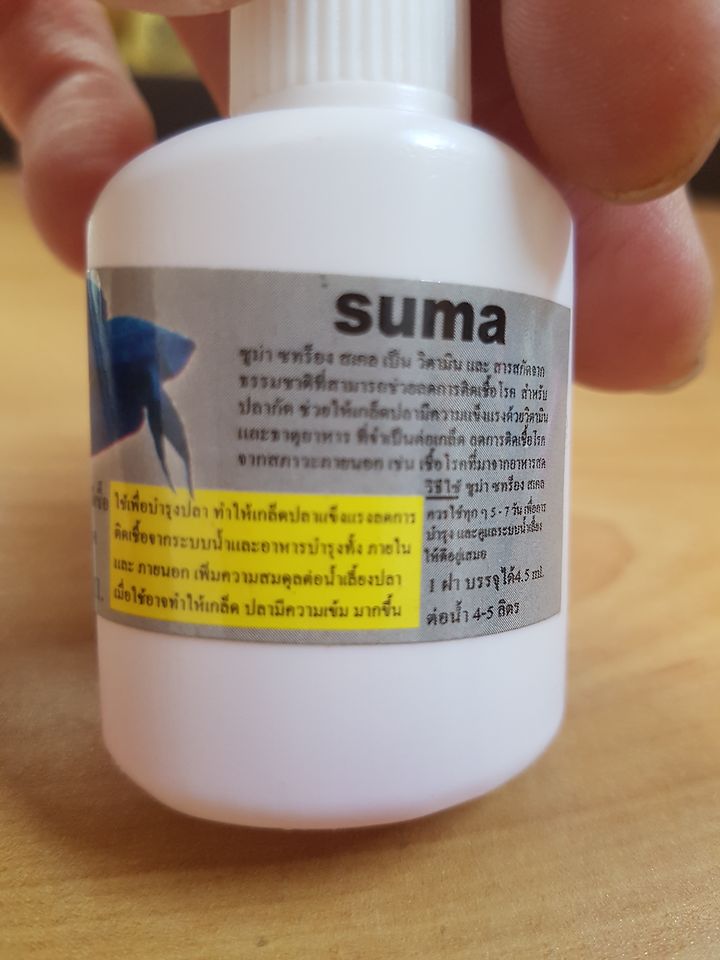 suma
ซูม่า ซทร็อง สเคล เป็น วิตามิน และ สารสกัดจาก
ธรรมชาติที่สามารถช่วยลดการติดเชื้อโรค สำหรับ
ปลากัด ช่วยให้เกล็ดปลามีความแข็งแรงด้วยวิตามิน
และธาตุอาหาร ที่จำเป็นต่อเกล็ด ลดการติดเชื้อโรค
จากสภาวะภายนอก เช่น เชื้อโรคที่มาจากอาหารสด
วิธีใช้ ซูม่า ซทร็อง สเคล
ควรใช้ทุก ๆ 5 - 7 วัน เพื่อการ
บำรุง และดูแลระบบน้ำเลี้ยง
ให้ดีอยู่เสมอ
1 ฝา บรรจุได้4.5 ml.
ต่อน้ำ 4-5 ลิตร
ใช้เพื่อบำรุงปลา ทำให้เกล็ดปลาแข็งแรงลดการ
ติดเชื้อจากระบบน้ำและอาหารบำรุงทั้ง ภายใน
และ ภายนอก เพิ่มความสมดุลต่อน้ำเลี้ยงปลา
เมื่อใช้อาจทำให้เกล็ด ปลามีความเข้ม มากขึ้น